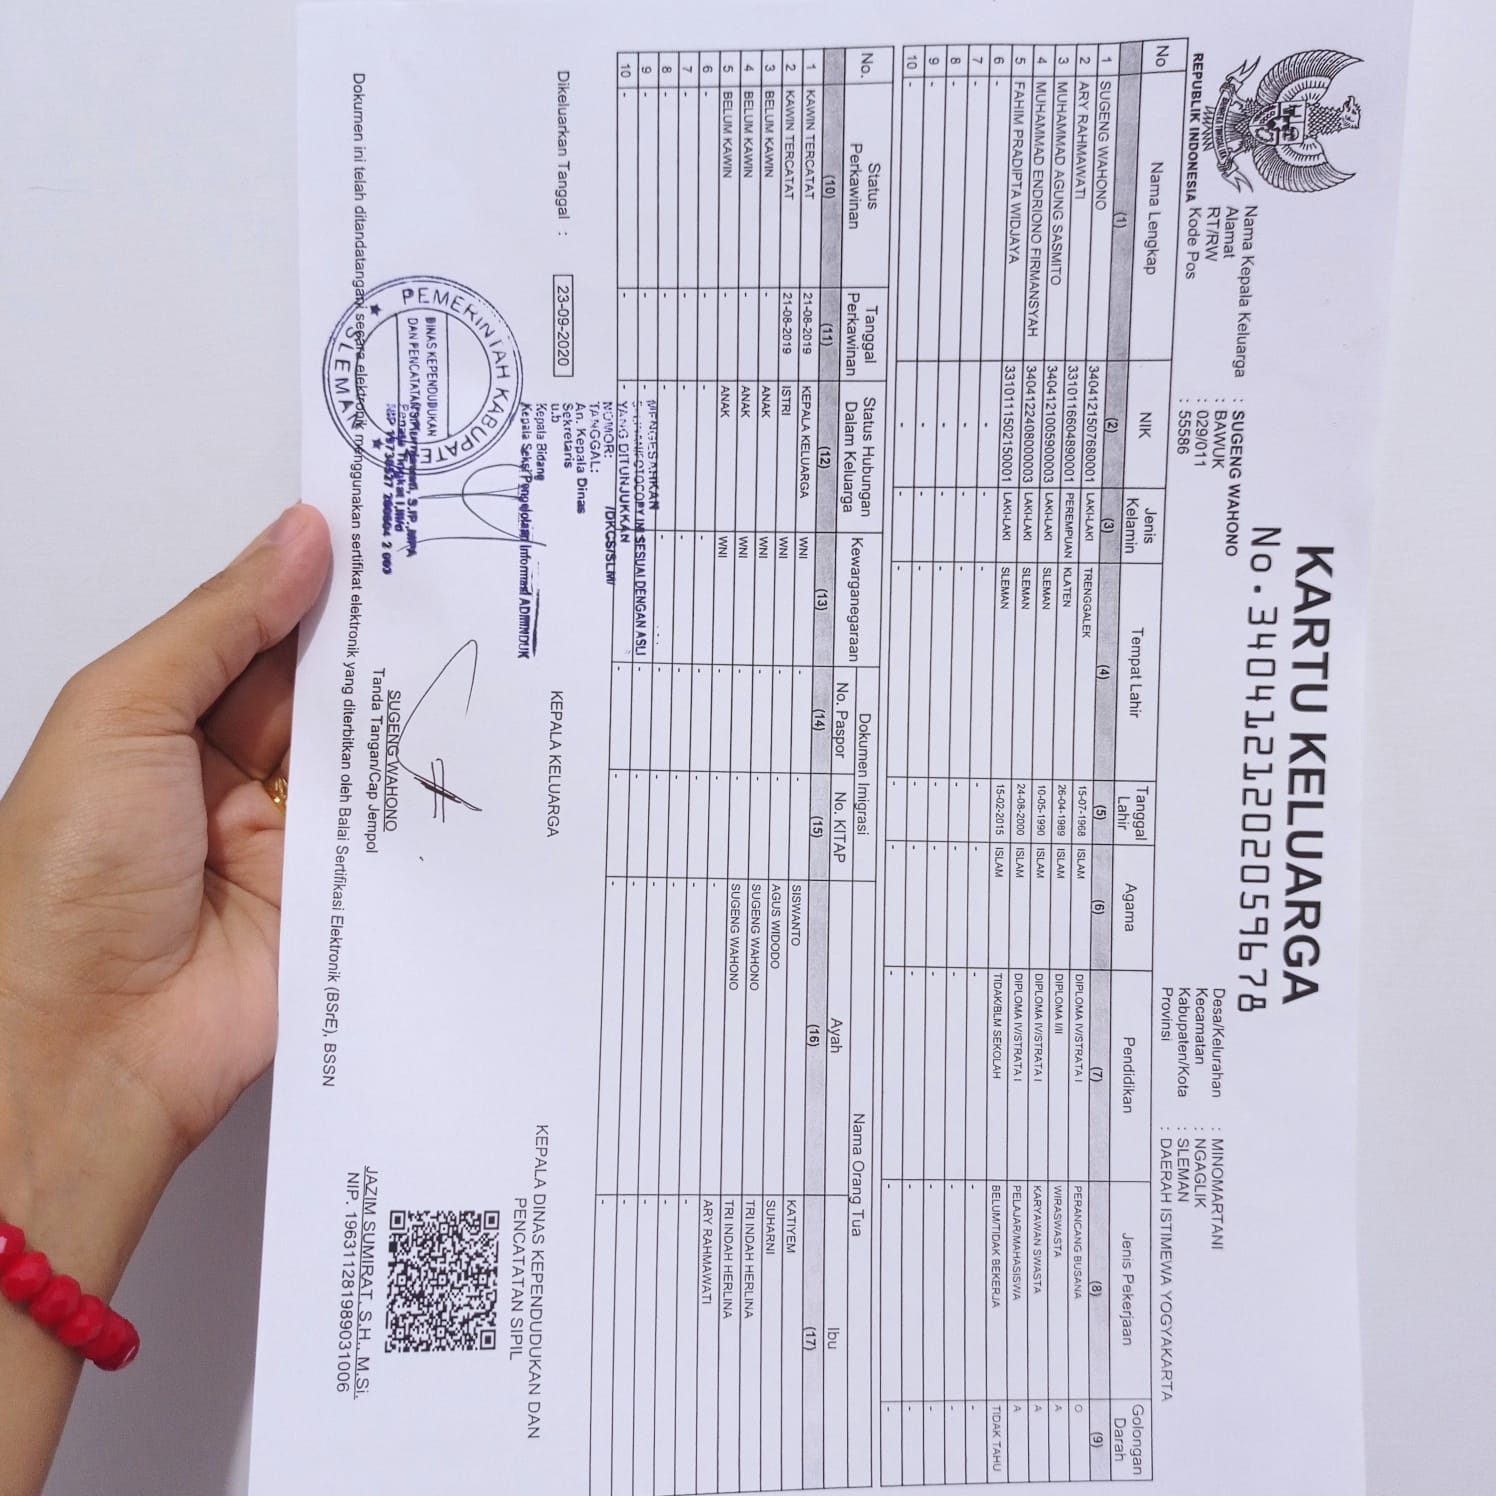 KARTU KELUARGA
No. 3404121202059678
REPUBLIK INDONESIA
Nama Kepala Keluarga : SUGENG WAHONO
Alamat : BAWUK
RT/RW : 029/011
Kode Pos : 55586
Desa/Kelurahan : MINOMARTANI
Kecamatan : NGAGLIK
Kabupaten/Kota : SLEMAN
Provinsi : DAERAH ISTIMEWA YOGYAKARTA
No Nama Lengkap NIK Jenis Kelamin Tempat Lahir Tanggal Lahir Agama Pendidikan Jenis Pekerjaan Golongan Darah
(1) (2) (3) (4) (5) (6) (7) (8) (9)
1 SUGENG WAHONO 3404121507680001 LAKI-LAKI TRENGGALEK 15-07-1968 ISLAM DIPLOMA IV/STRATA I PERANCANG BUSANA O
2 ARY RAHMAWATI 3310116604890001 PEREMPUAN KLATEN 26-04-1989 ISLAM DIPLOMA I/II WIRASWASTA A
3 MUHAMMAD AGUNG SASMITO 3404121005900003 LAKI-LAKI SLEMAN 10-05-1990 ISLAM DIPLOMA IV/STRATA I KARYAWAN SWASTA A
4 MUHAMMAD ENDRIONO FIRMANSYAH LAKI-LAKI SLEMAN 24-08-2000 ISLAM DIPLOMA IV/STRATA I PELAJAR/MAHASISWA A
5 FAHIM PRADIPTA WIDJAYA 3310111502150001 LAKI-LAKI SLEMAN 15-02-2015 ISLAM TIDAK/BLM SEKOLAH BELUM/TIDAK BEKERJA TIDAK TAHU
6 - - - - - - - - -
7 - - - - - - - - -
8 - - - - - - - - -
9 - - - - - - - - -
10 - - - - - - - - -
No. Status Perkawinan Tanggal Perkawinan Status Hubungan Dalam Keluarga Kewarganegaraan Dokumen Imigrasi Nama Orang Tua
No. Paspor No. KITAP Ayah Ibu
(10) (11) (12) (13) (14) (15) (16) (17)
1 KAWIN TERCATAT 21-08-2019 KEPALA KELUARGA WNI - - SISWANTO KATIYEM
2 KAWIN TERCATAT 21-08-2019 ISTRI WNI - - AGUS WIDODO SUHARNI
3 BELUM KAWIN - ANAK WNI - - SUGENG WAHONO TRI INDAH HERLINA
4 BELUM KAWIN - ANAK WNI - - SUGENG WAHONO TRI INDAH HERLINA
5 BELUM KAWIN - ANAK WNI - - ARY RAHMAWATI
6 - - - - - - - -
7 - - - - - - - -
8 - - - - - - - -
9 - - - - - - - -
10 - - - - - - - -
MENGESAHKAN
FOTOCOPY INI SESUAI DENGAN ASLI
YANG DITUNJUKKAN
NOMOR: /DKCS/SLM/
TANGGAL:
An. Kepala Dinas
Sekretaris
u.b
Kepala Bidang
Kepala Seksi Pengelolaan Informasi ADMINDUK
Dikeluarkan Tanggal : 23-09-2020
KEPALA KELUARGA
SUGENG WAHONO
Tanda Tangan/Cap Jempol
KEPALA DINAS KEPENDUDUKAN DAN
PENCATATAN SIPIL
JAZIM SUMIRAT, S.H., M.Si.
NIP. 196311281989031006
PEMERINTAH KABUPATEN
DINAS KEPENDUDUKAN
DAN PENCATATAN
SLEMAN
S.IP., MPA
Penata Tingkat I
Dokumen ini telah ditandatangani secara elektronik menggunakan sertifikat elektronik yang diterbitkan oleh Balai Sertifikasi Elektronik (BSrE), BSSN